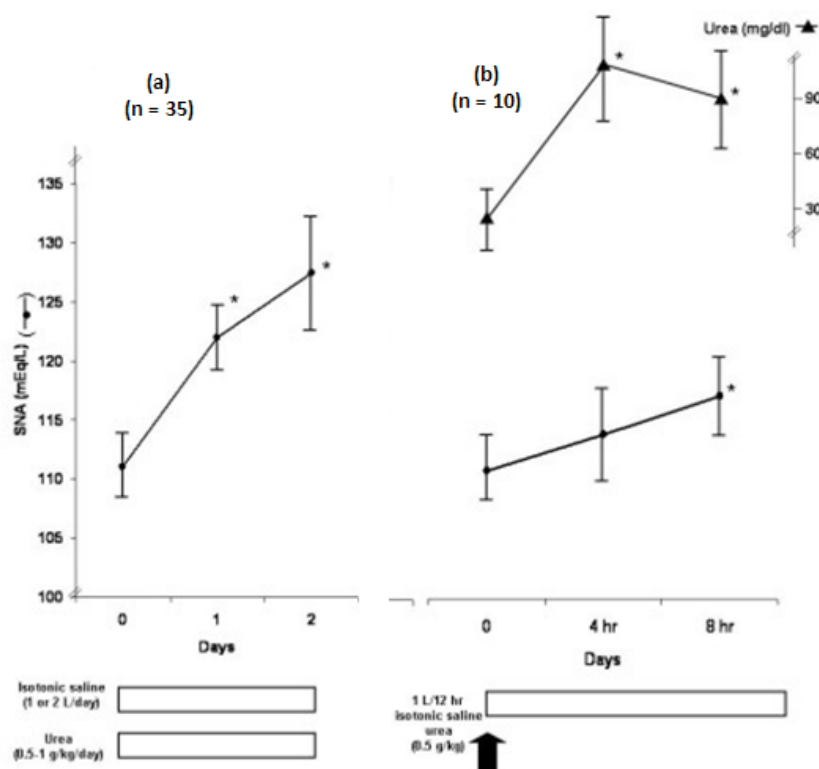 (a)
(n = 35)
(b)
(n = 10)
Urea (mg/dl)
90
60
30
SNA (mEq/L) ( )
135
130
125
120
115
110
105
100
*
*
*
*
*
0 1 2
Days
0 4 hr 8 hr
Days
Isotonic saline
(1 or 2 L/day)
Urea
(0.5-1 g/kg/day)
1 L/12 hr
isotonic saline
urea
(0.5 g/kg)